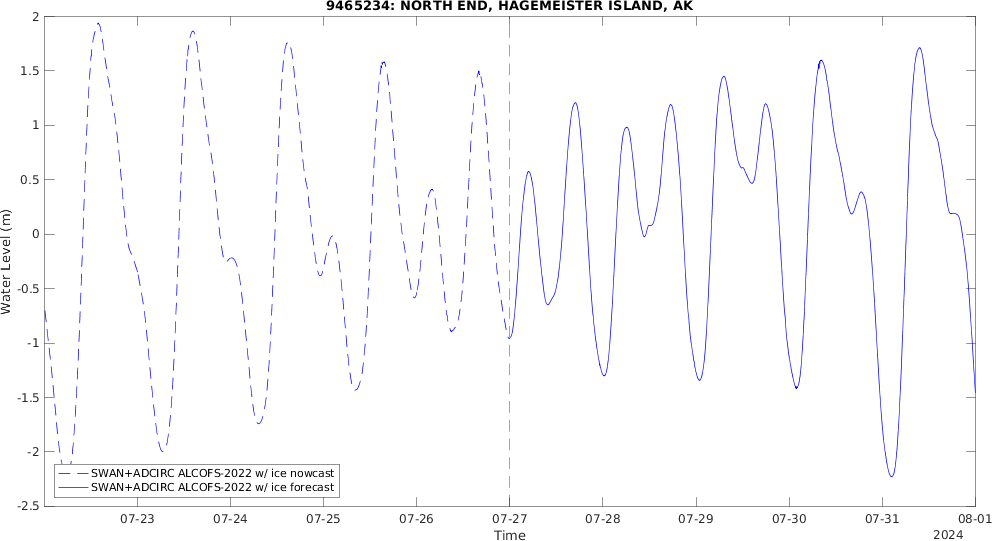 9465234: NORTH END, HAGEMEISTER ISLAND, AK
2
1.5
1
0.5
0
-0.5
-1
-1.5
-2
-2.5
Water Level (m)
SWAN+ADCIRC ALCOFS-2022 w/ ice nowcast
SWAN+ADCIRC ALCOFS-2022 w/ ice forecast
07-23 07-24 07-25 07-26 07-27 07-28 07-29 07-30 07-31 08-01
Time
2024